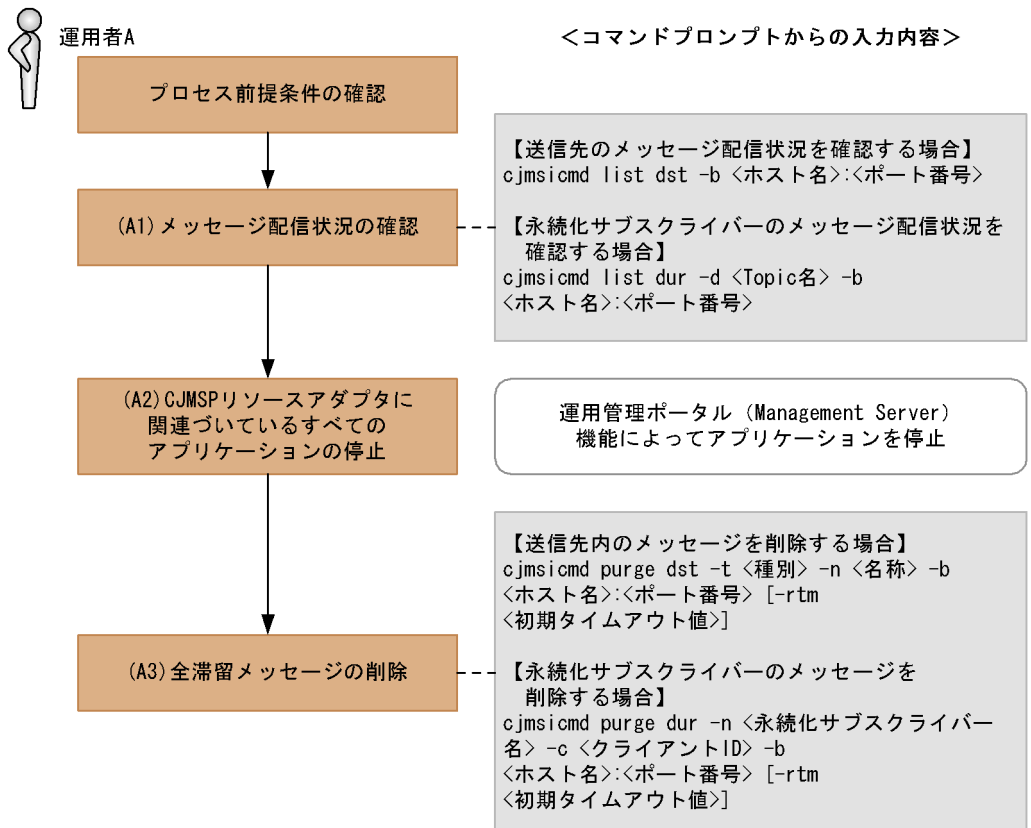 運用者A
＜コマンドプロンプトからの入力内容＞
プロセス前提条件の確認
【送信先のメッセージ配信状況を確認する場合】
cjmsicmd list dst -b <ホスト名>:<ポート番号>
(A1)メッセージ配信状況の確認
【永続化サブスクライバーのメッセージ配信状況を
確認する場合】
cjmsicmd list dur -d <Topic名> -b
<ホスト名>:<ポート番号>
(A2)CJMSPリソースアダプタに
関連づいているすべての
アプリケーションの停止
運用管理ポータル（Management Server）
機能によってアプリケーションを停止
【送信先内のメッセージを削除する場合】
cjmsicmd purge dst -t <種別> -n <名称> -b
<ホスト名>:<ポート番号> [-rtm
<初期タイムアウト値>]
(A3)全滞留メッセージの削除
【永続化サブスクライバーのメッセージを
削除する場合】
cjmsicmd purge dur -n <永続化サブスクライバー
名> -c <クライアントID> -b
<ホスト名>:<ポート番号> [-rtm
<初期タイムアウト値>]